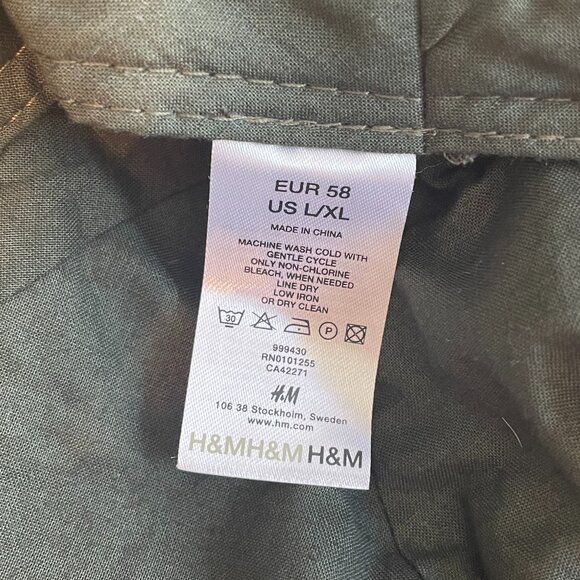 EUR 58
US L/XL
MADE IN CHINA
MACHINE WASH COLD WITH
GENTLE CYCLE
ONLY NON-CHLORINE
BLEACH, WHEN NEEDED
LINE DRY
LOW IRON
OR DRY CLEAN
30 P
999430
RN0101255
CA42271
H&M
106 38 Stockholm, Sweden
www.hm.com
H&MH&M H&M